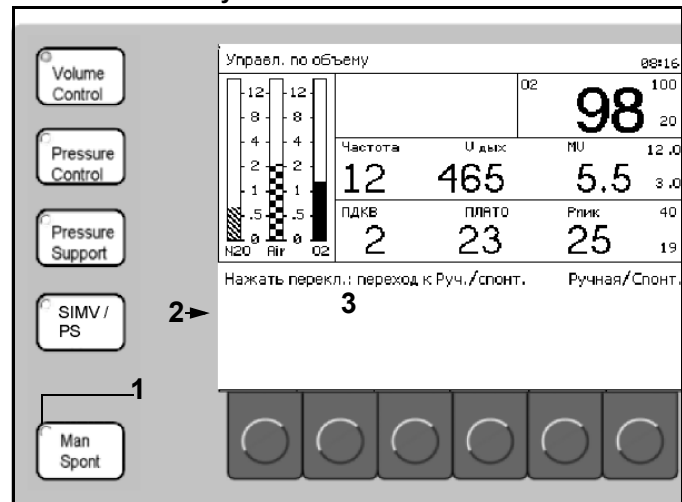 Volume
Control
Pressure
Control
Pressure
Support
SIMV /
PS
Man
Spont
1
2
3
Управл. по объему
08:16
12 12
8 8
4 4
2 2
1 1
.5 .5
0 0
N2O Air O2
O2 98 100
20
Частота V дых MV 12.0
12 465 5.5 3.0
ПДКВ ПЛАТО Рпик 40
2 23 25 19
Нажать перекл.: переход к Руч./спонт. Ручная/Спонт.